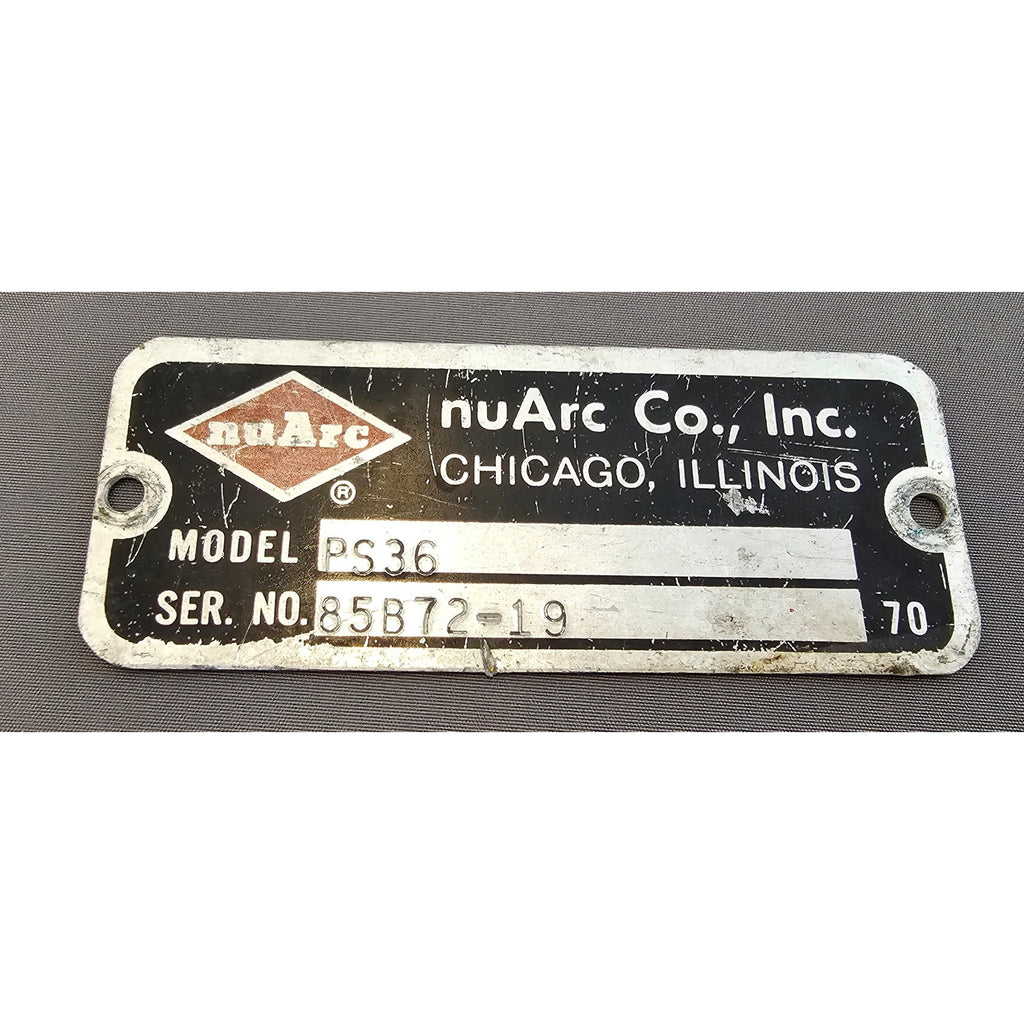 nuArc
®
nuArc Co., Inc.
CHICAGO, ILLINOIS
MODEL PS36
SER. NO. 85B72-19 70